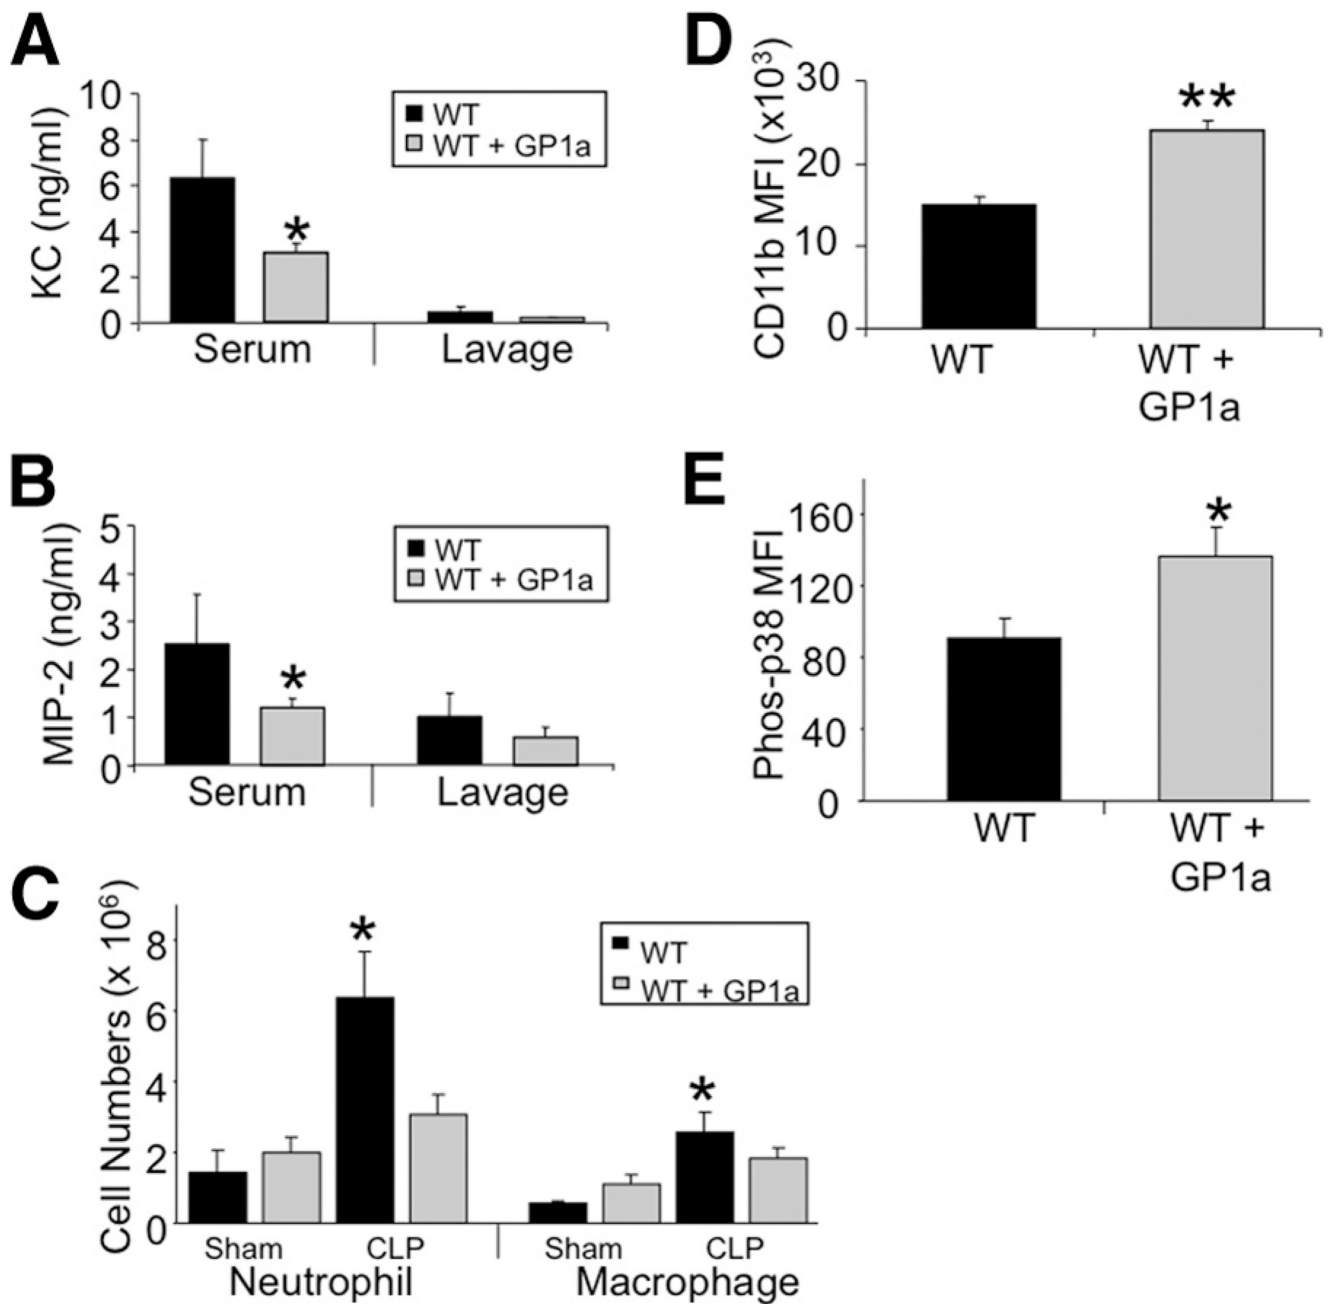 A
KC (ng/ml)
10
8
6
4
2
0
WT
WT + GP1a
*
Serum
Lavage
B
MIP-2 (ng/ml)
5
4
3
2
1
0
WT
WT + GP1a
*
Serum
Lavage
C
Cell Numbers (x 10⁶)
8
6
4
2
0
WT
WT + GP1a
*
*
Sham
CLP
Sham
CLP
Neutrophil
Macrophage
D
CD11b MFI (x10³)
30
20
10
0
**
WT
WT +
GP1a
E
Phos-p38 MFI
160
120
80
40
0
*
WT
WT +
GP1a